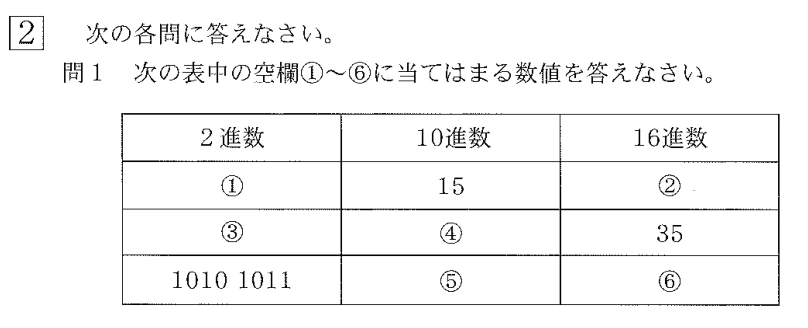 2 次の各問に答えなさい。
問1 次の表中の空欄①～⑥に当てはまる数値を答えなさい。
2進数 10進数 16進数
① 15 ②
③ ④ 35
1010 1011 ⑤ ⑥